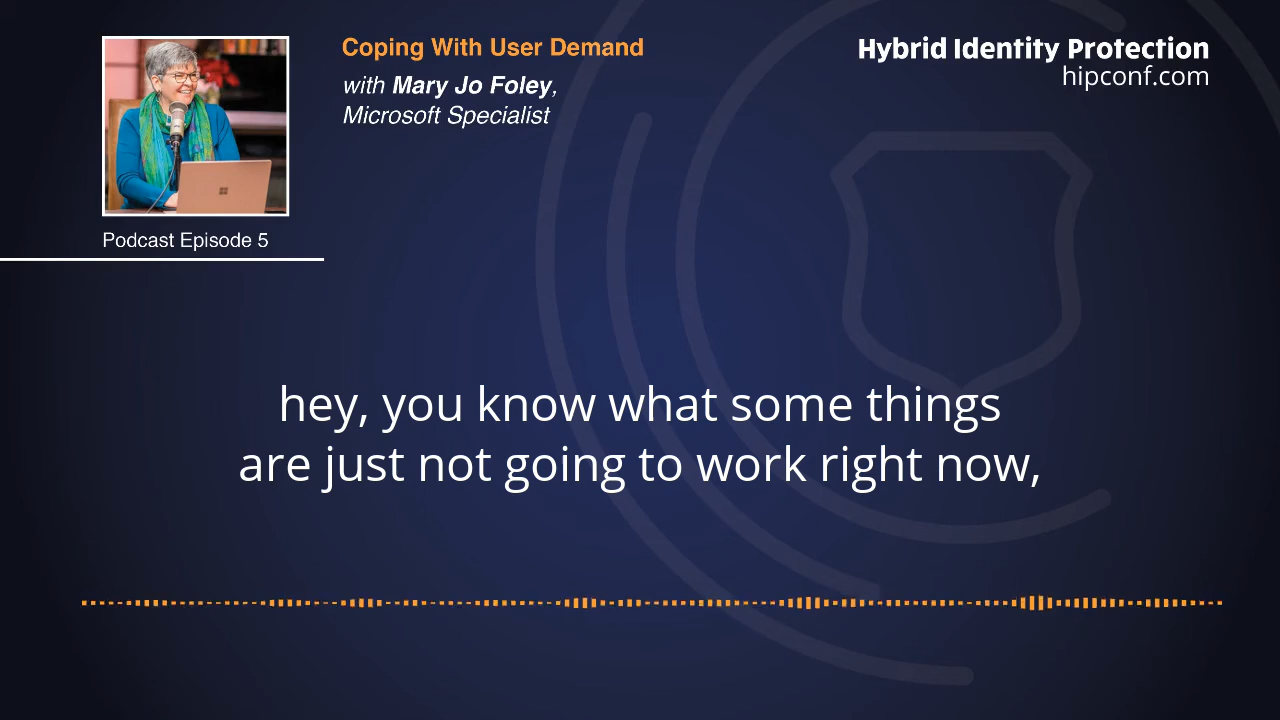 Coping With User Demand
with Mary Jo Foley,
Microsoft Specialist
Hybrid Identity Protection
hipconf.com
Podcast Episode 5
hey, you know what some things
are just not going to work right now,